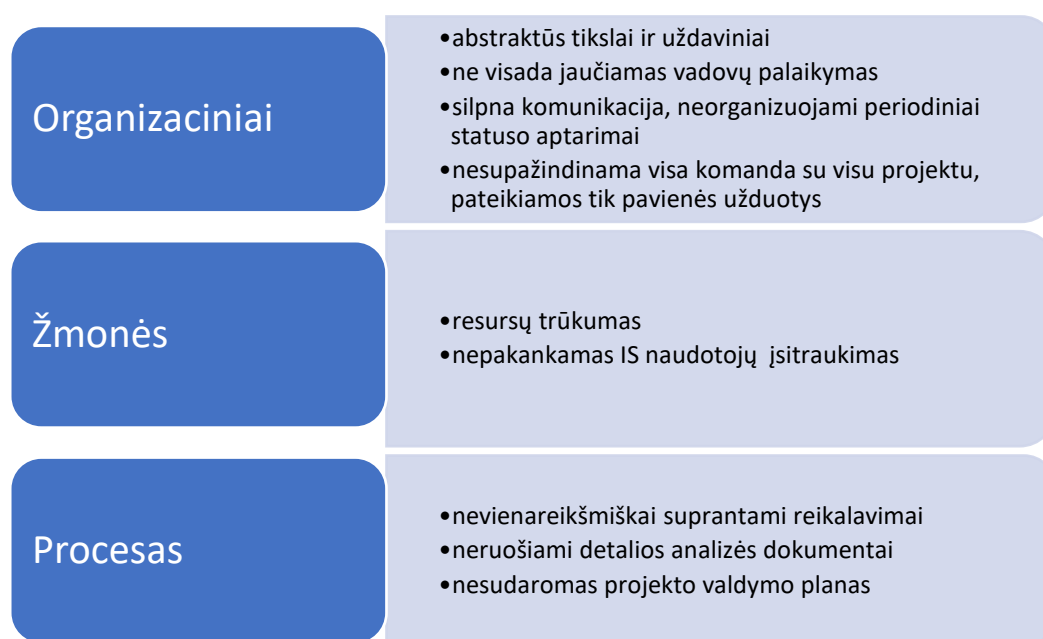 Organizaciniai
•abstraktūs tikslai ir uždaviniai
•ne visada jaučiamas vadovų palaikymas
•silpna komunikacija, neorganizuojami periodiniai
statuso aptarimai
•nesupažindinama visa komanda su visu projektu,
pateikiamos tik pavienės užduotys
Žmonės
•resursų trūkumas
•nepakankamas IS naudotojų įsitraukimas
Procesas
•nevienareikšmiškai suprantami reikalavimai
•neruošiami detalios analizės dokumentai
•nesudaromas projekto valdymo planas